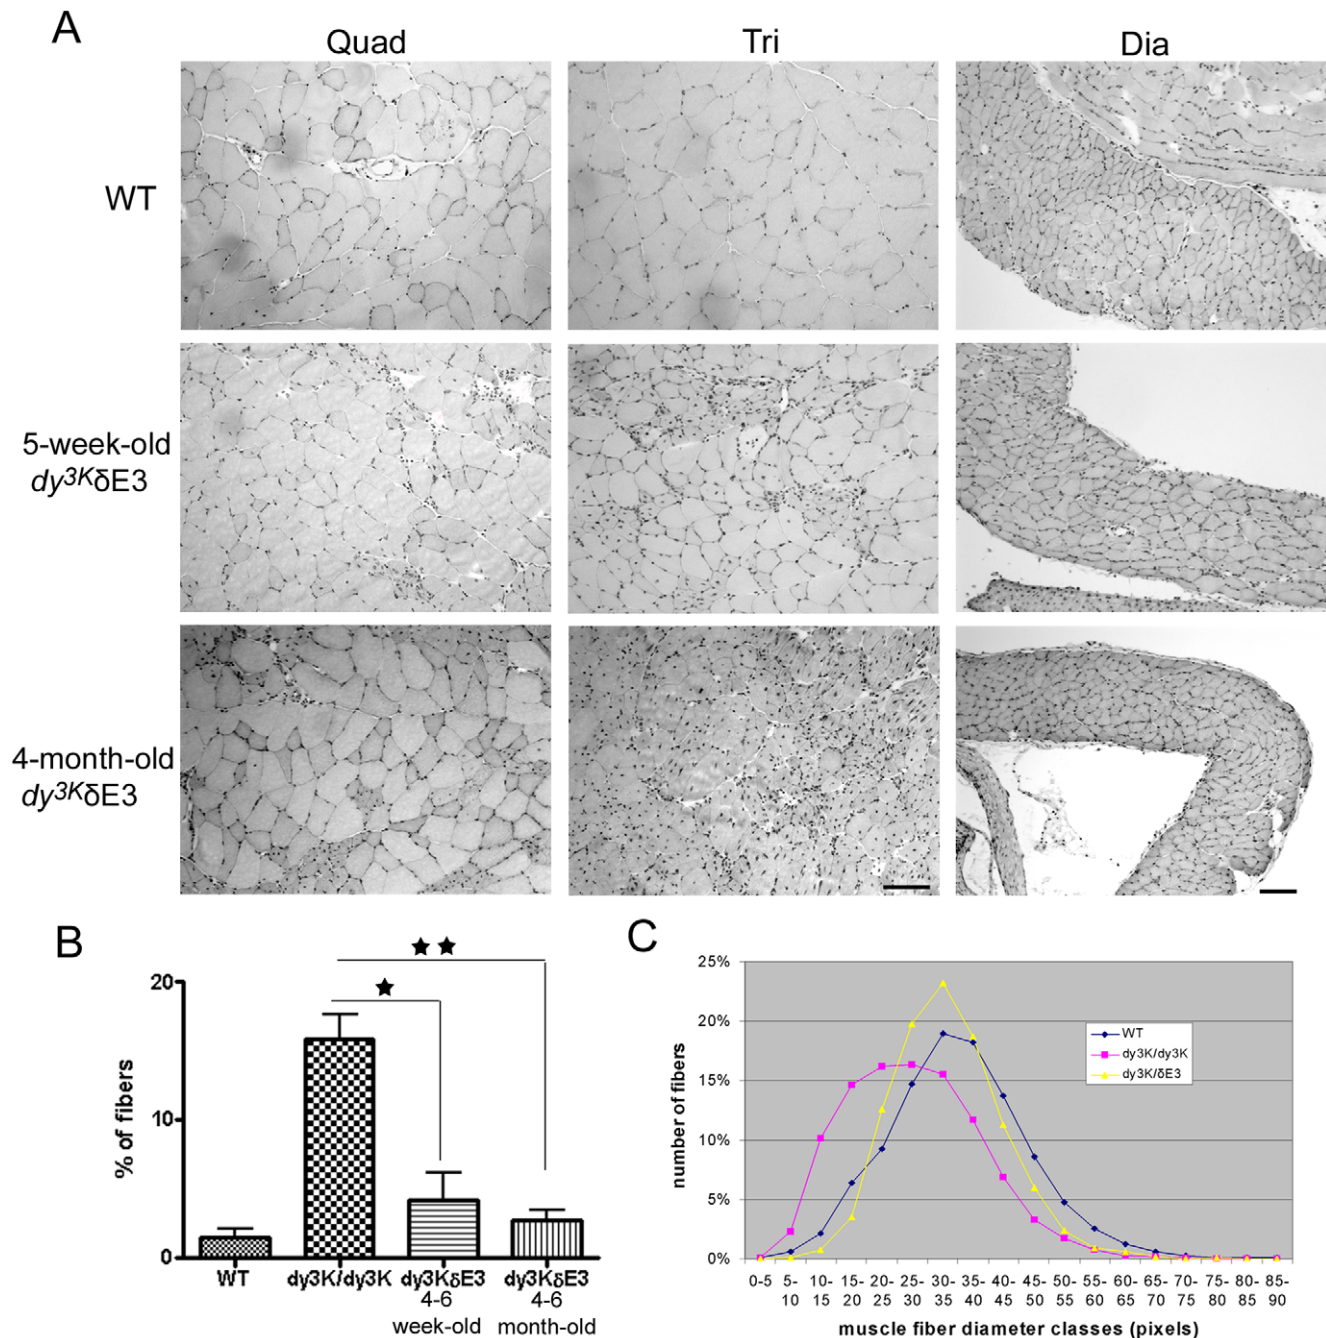 A
Quad Tri Dia
WT
5-week-old
dy3KδE3
4-month-old
dy3KδE3
B
★★
★
20
10
0
% of fibers
WT dy3K/dy3K dy3KδE3 dy3KδE3
4-6 4-6
week-old month-old
C
25%
20%
15%
10%
5%
0%
number of fibers
WT
dy3K/dy3K
dy3K/δE3
0-5 5- 10- 15- 20- 25- 30- 35- 40- 45- 50- 55- 60- 65- 70- 75- 80- 85-
10 15 20 25 30 35 40 45 50 55 60 65 70 75 80 85 90
muscle fiber diameter classes (pixels)